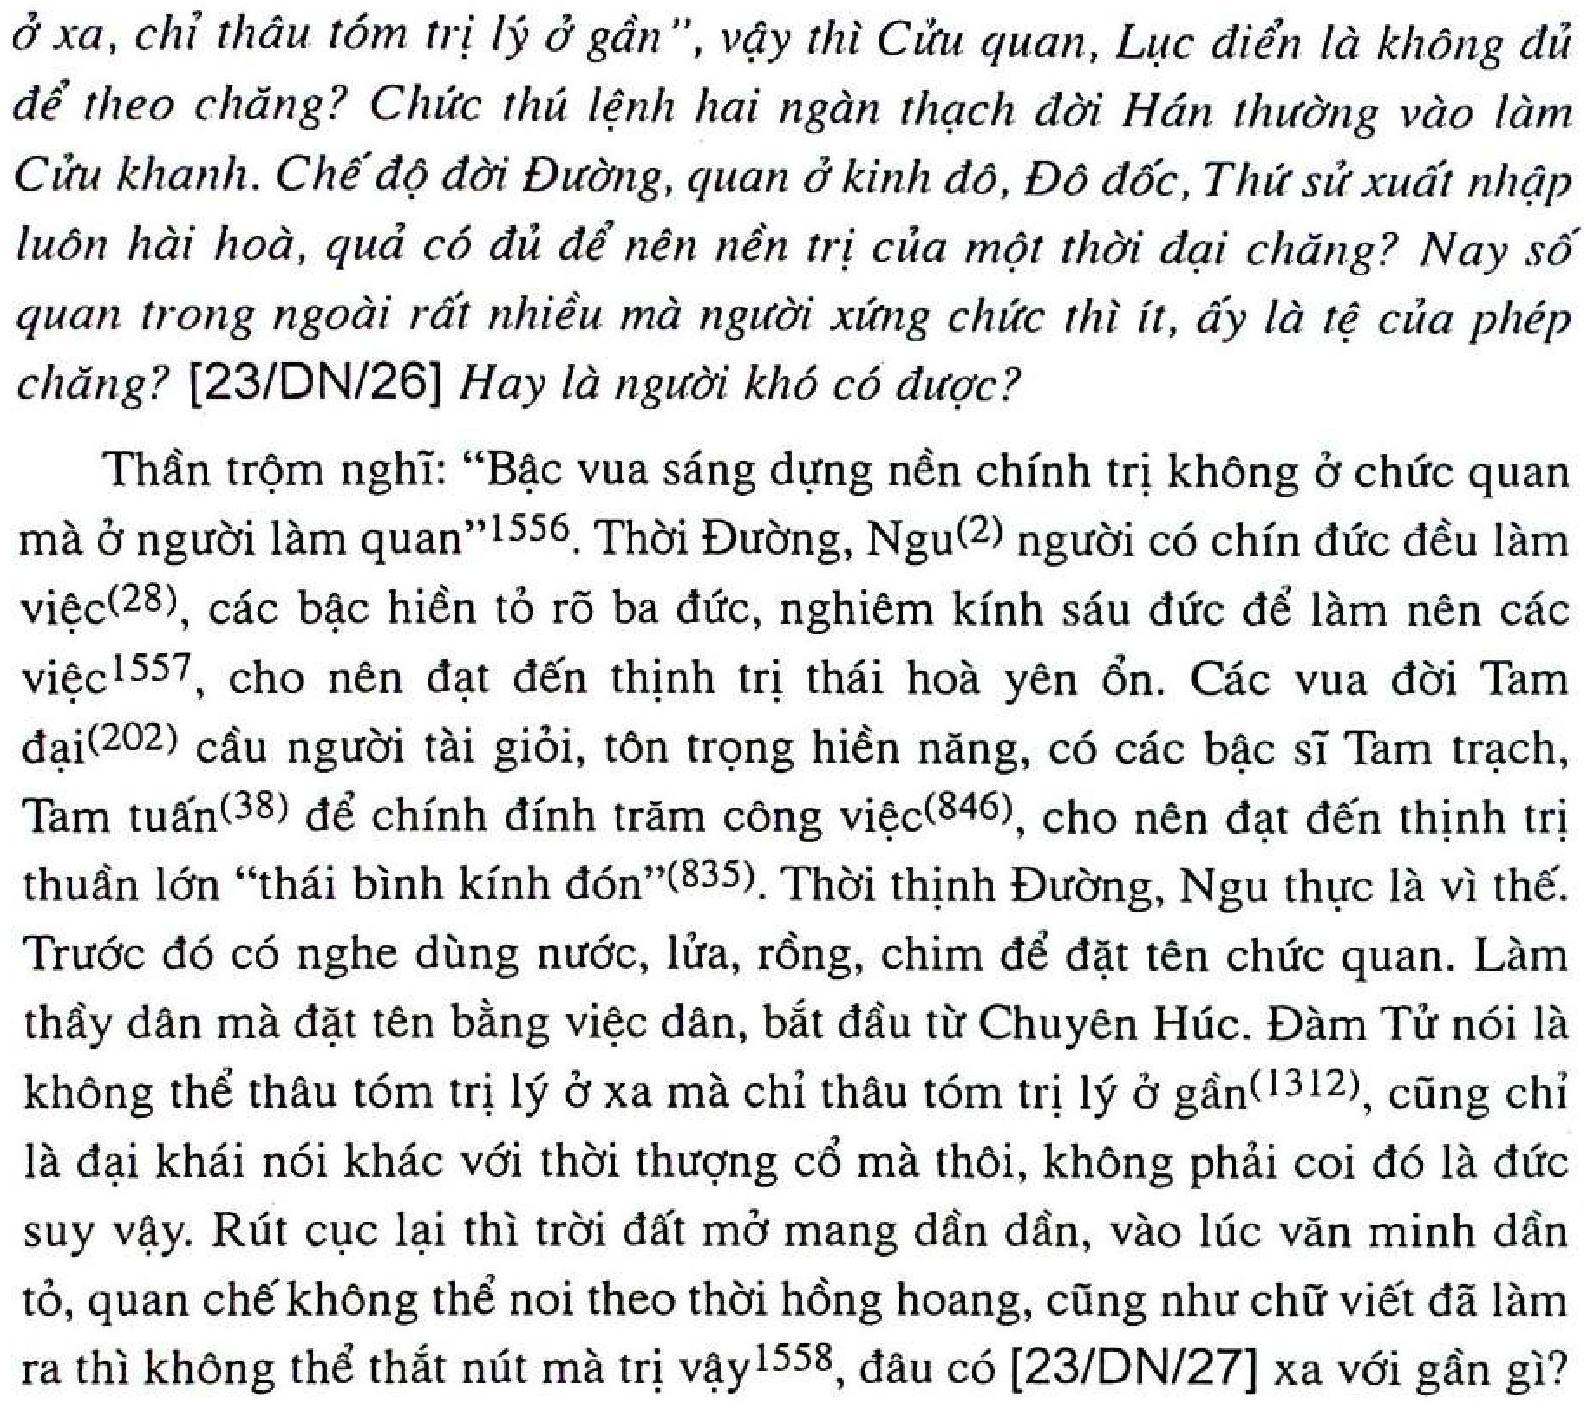 ở xa, chỉ thâu tóm trị lý ở gần”, vậy thì Cửu quan, Lục điển là không đủ
để theo chăng? Chức thú lệnh hai ngàn thạch đời Hán thường vào làm
Cửu khanh. Chế độ đời Đường, quan ở kinh đô, Đô đốc, Thứ sử xuất nhập
luôn hài hoà, quả có đủ để nên nền trị của một thời đại chăng? Nay số
quan trong ngoài rất nhiều mà người xứng chức thì ít, ấy là tệ của phép
chăng? [23/DN/26] Hay là người khó có được?
Thần trộm nghĩ: “Bậc vua sáng dựng nền chính trị không ở chức quan
mà ở người làm quan”1556. Thời Đường, Ngu(2) người có chín đức đều làm
việc(28), các bậc hiền tỏ rõ ba đức, nghiêm kính sáu đức để làm nên các
việc1557, cho nên đạt đến thịnh trị thái hoà yên ổn. Các vua đời Tam
đại(202) cầu người tài giỏi, tôn trọng hiền năng, có các bậc sĩ Tam trạch,
Tam tuấn(38) để chính đính trăm công việc(846), cho nên đạt đến thịnh trị
thuần lớn “thái bình kính đón”(835). Thời thịnh Đường, Ngu thực là vì thế.
Trước đó có nghe dùng nước, lửa, rồng, chim để đặt tên chức quan. Làm
thầy dân mà đặt tên bằng việc dân, bắt đầu từ Chuyên Húc. Đàm Tử nói là
không thể thâu tóm trị lý ở xa mà chỉ thâu tóm trị lý ở gần(1312), cũng chỉ
là đại khái nói khác với thời thượng cổ mà thôi, không phải coi đó là đức
suy vậy. Rút cục lại thì trời đất mở mang dần dần, vào lúc văn minh dần
tỏ, quan chế không thể noi theo thời hồng hoang, cũng như chữ viết đã làm
ra thì không thể thắt nút mà trị vậy1558, đâu có [23/DN/27] xa với gần gì?